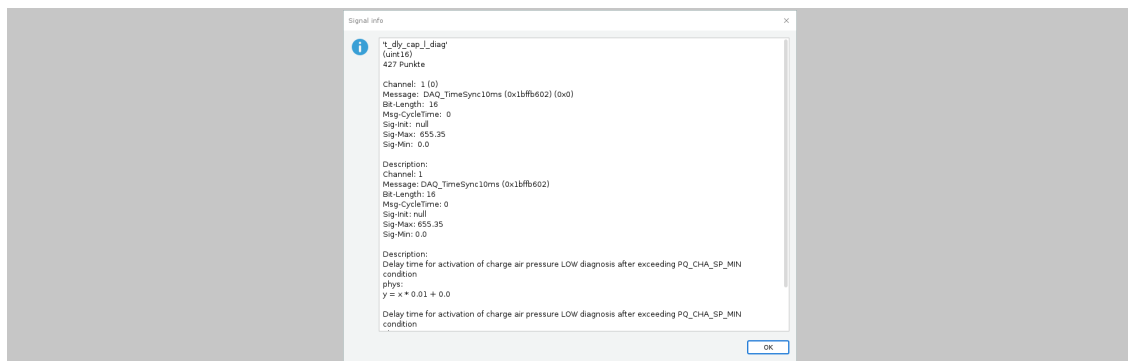 Signal info
't_dly_cap_l_diag'
(uint16)
427 Punkte
Channel: 1 (0)
Message: DAQ_TimeSync10ms (0x1bffb602) (0x0)
Bit-Length: 16
Msg-CycleTime: 0
Sig-Init: null
Sig-Max: 655.35
Sig-Min: 0.0
Description:
Channel: 1
Message: DAQ_TimeSync10ms (0x1bffb602)
Bit-Length: 16
Msg-CycleTime: 0
Sig-Init: null
Sig-Max: 655.35
Sig-Min: 0.0
Description:
Delay time for activation of charge air pressure LOW diagnosis after exceeding PQ_CHA_SP_MIN
condition
phys:
y = x * 0.01 + 0.0
Delay time for activation of charge air pressure LOW diagnosis after exceeding PQ_CHA_SP_MIN
condition
OK